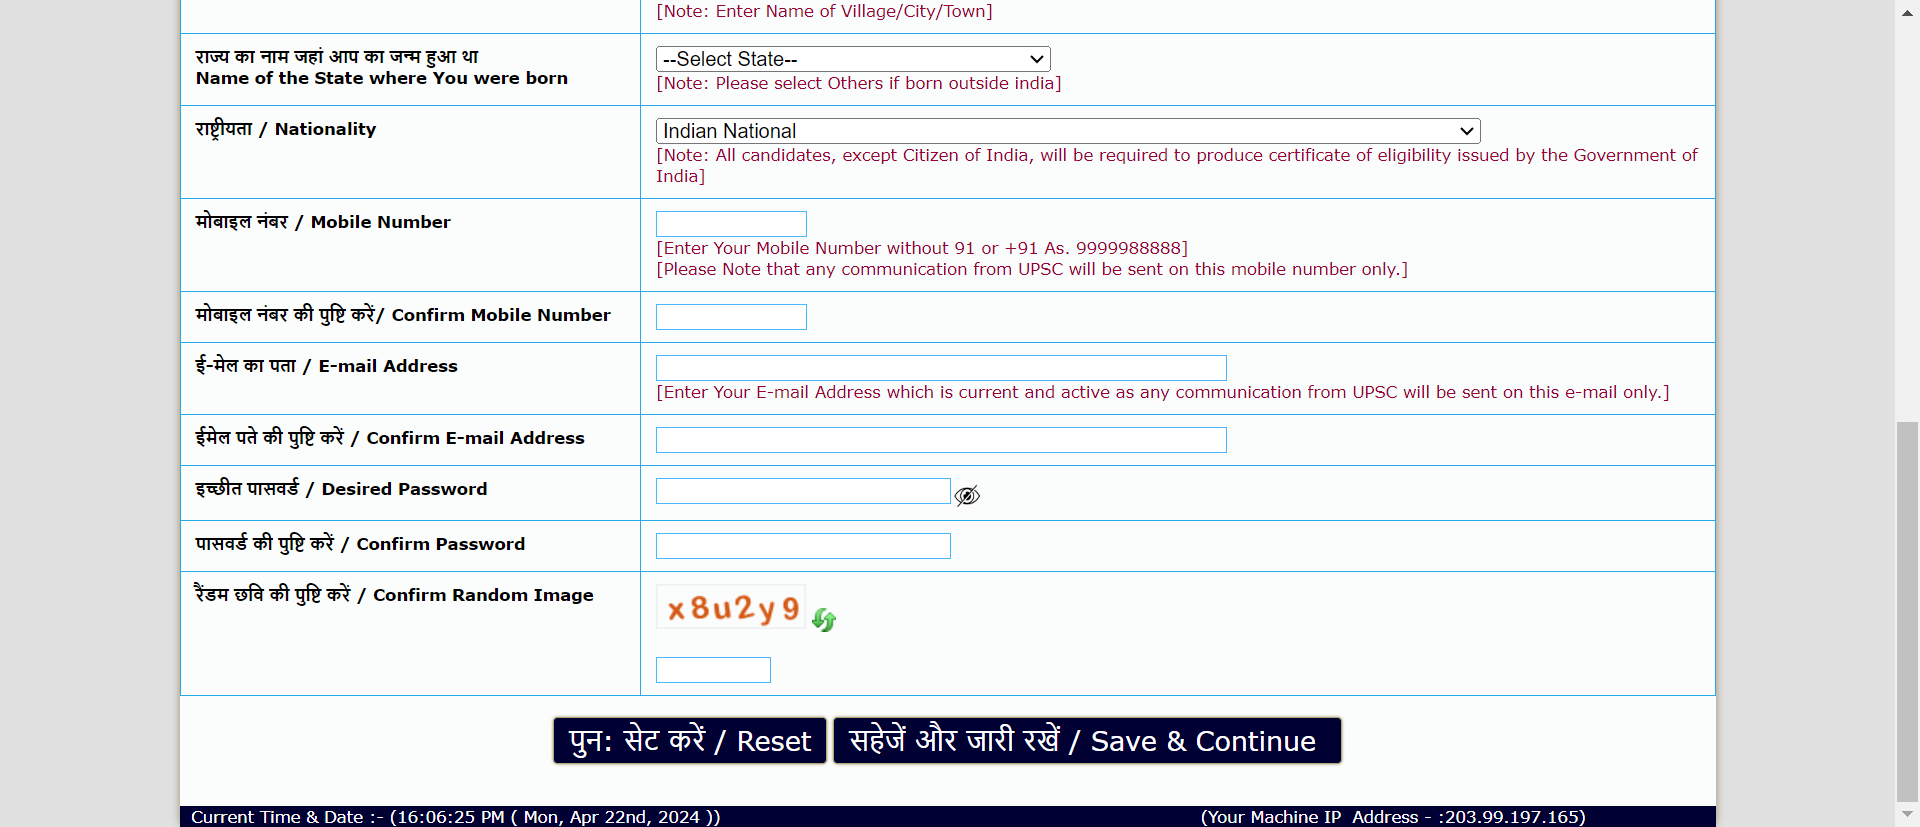 [Note: Enter Name of Village/City/Town]
राज्य का नाम जहां आप का जन्म हुआ था
Name of the State where You were born
--Select State--
[Note: Please select Others if born outside india]
राष्ट्रीयता / Nationality
Indian National
[Note: All candidates, except Citizen of India, will be required to produce certificate of eligibility issued by the Government of
India]
मोबाइल नंबर / Mobile Number
[Enter Your Mobile Number without 91 or +91 As. 9999988888]
[Please Note that any communication from UPSC will be sent on this mobile number only.]
मोबाइल नंबर की पुष्टि करें/ Confirm Mobile Number
ई-मेल का पता / E-mail Address
[Enter Your E-mail Address which is current and active as any communication from UPSC will be sent on this e-mail only.]
ईमेल पते की पुष्टि करें / Confirm E-mail Address
इच्छीत पासवर्ड / Desired Password
पासवर्ड की पुष्टि करें / Confirm Password
रैंडम छवि की पुष्टि करें / Confirm Random Image
x8u2y9
पुन: सेट करें / Reset
सहेजें और जारी रखें / Save & Continue
Current Time & Date :- (16:06:25 PM ( Mon, Apr 22nd, 2024 ))
(Your Machine IP Address - :203.99.197.165)